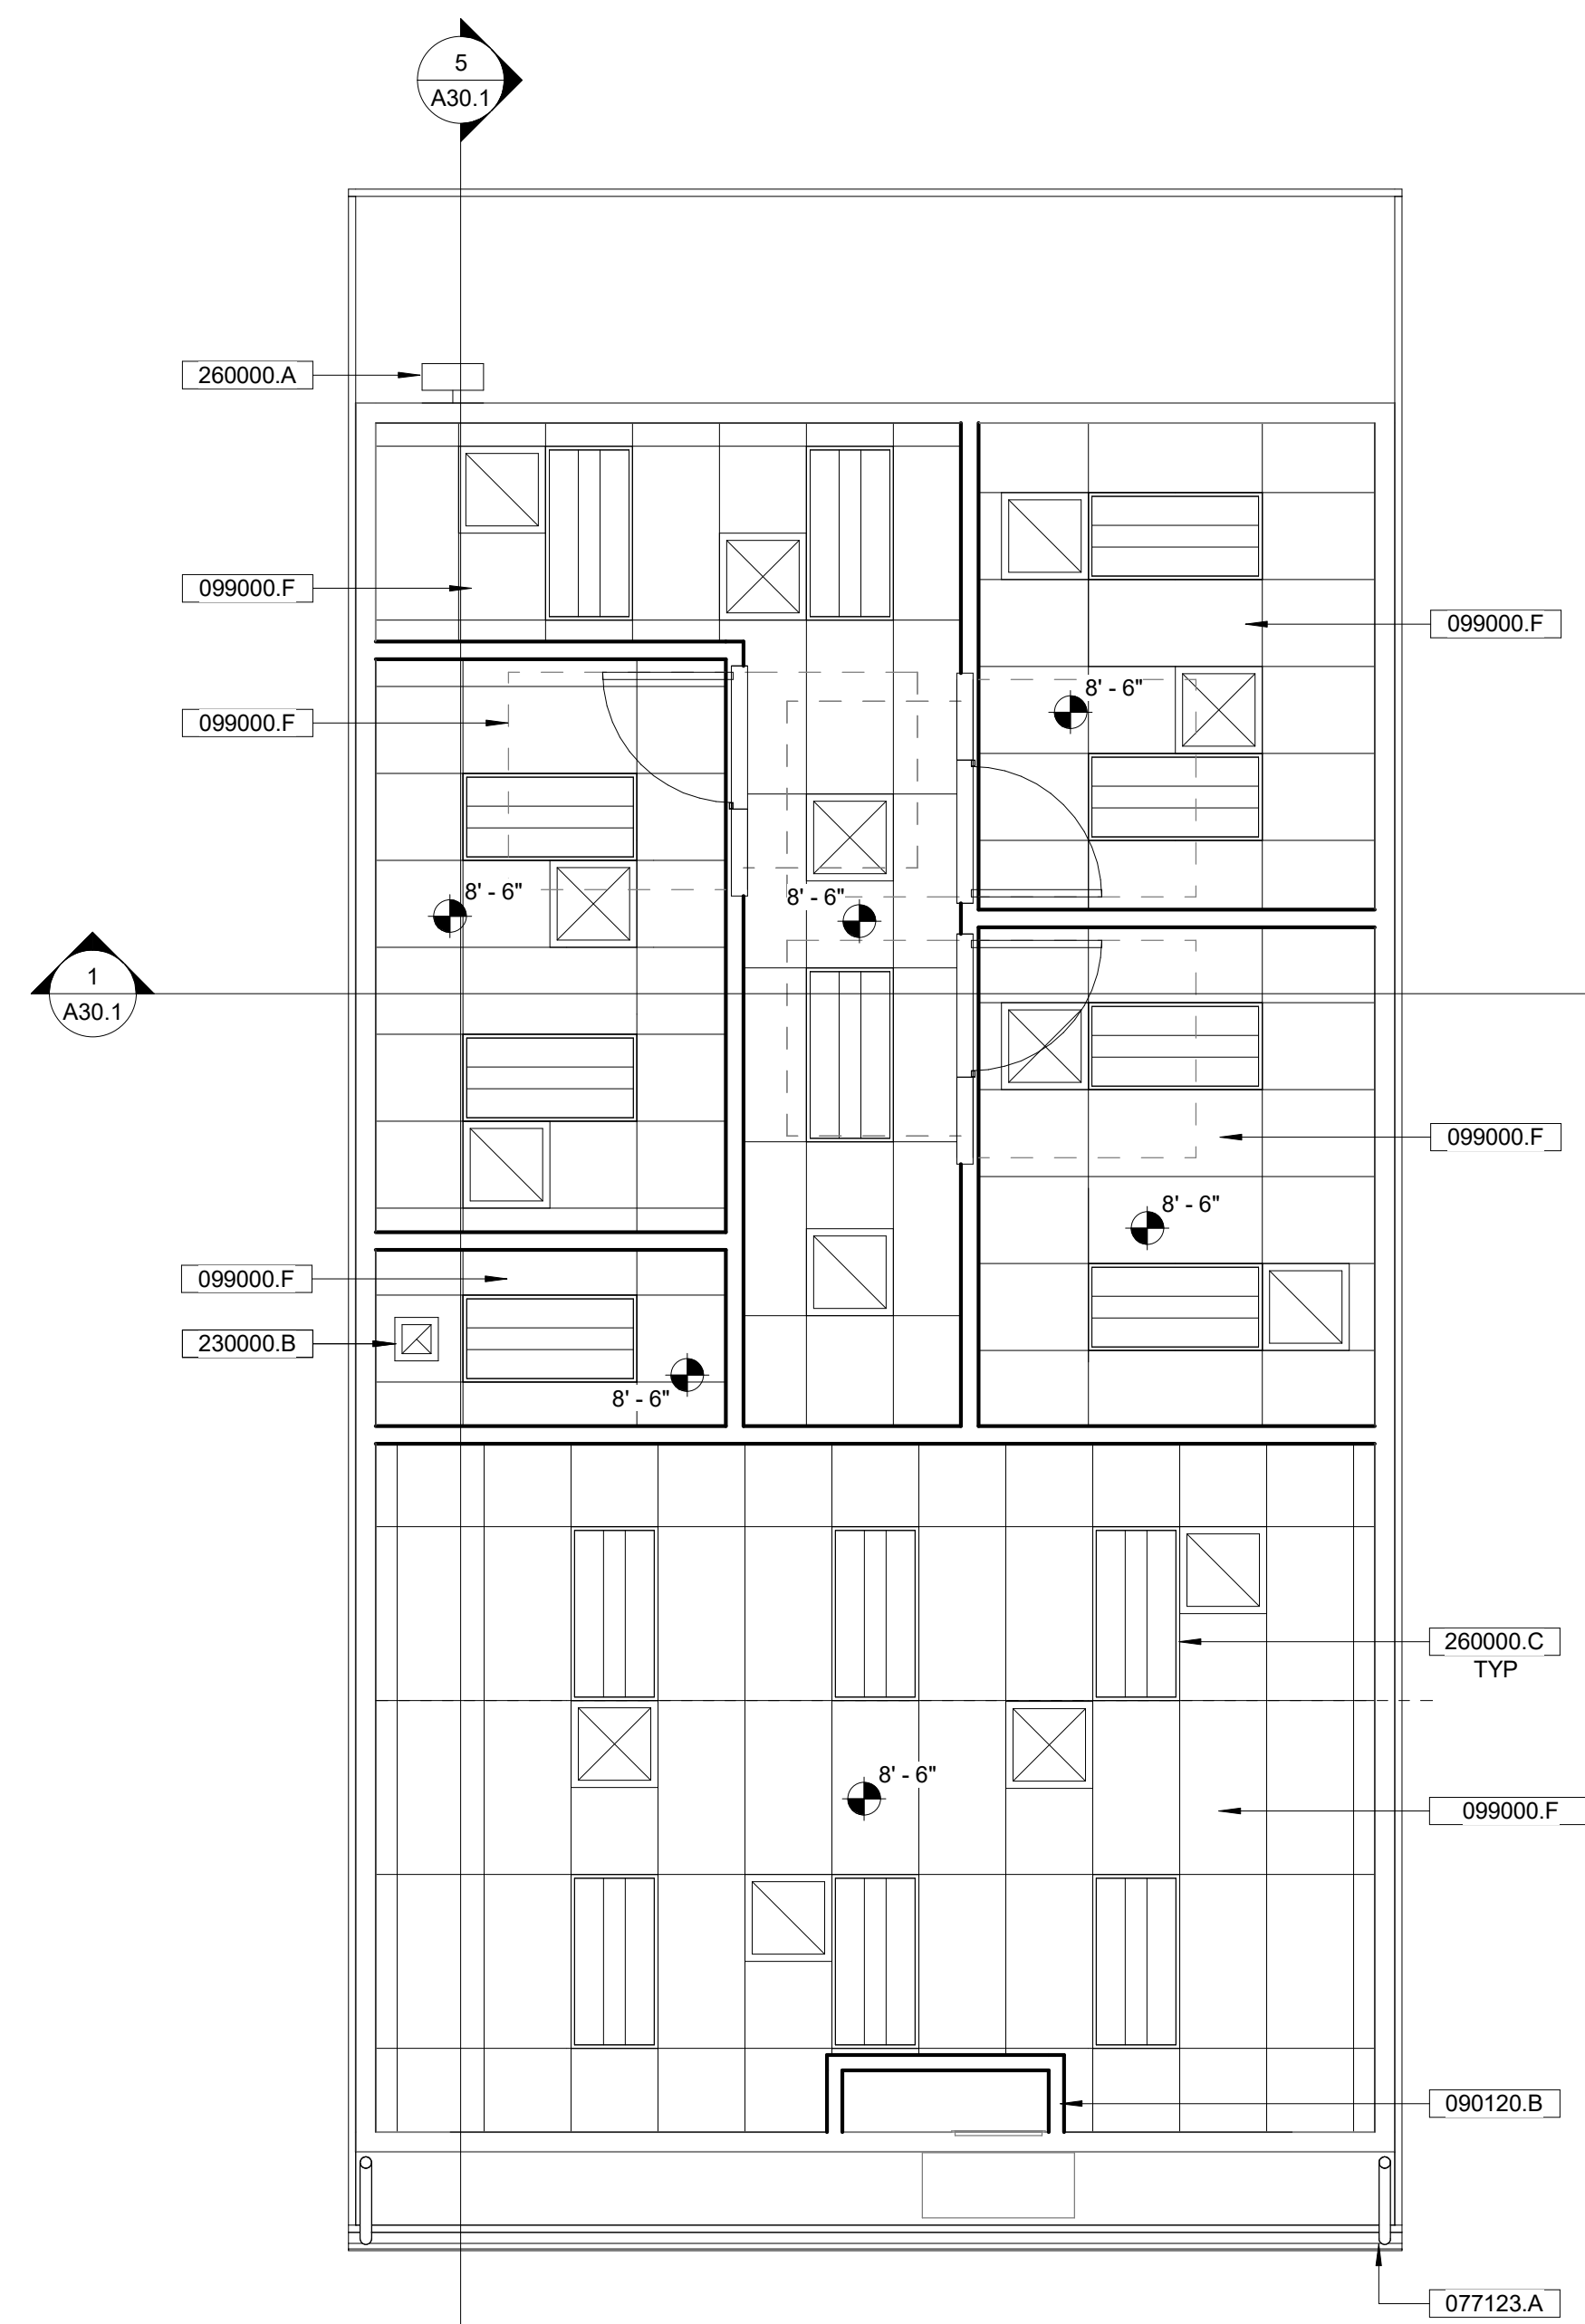 5
A30.1
260000.A
099000.F
099000.F
8' - 6"
099000.F
8' - 6"
8' - 6"
1
A30.1
099000.F
8' - 6"
099000.F
230000.B
8' - 6"
260000.C
TYP
8' - 6"
099000.F
090120.B
077123.A